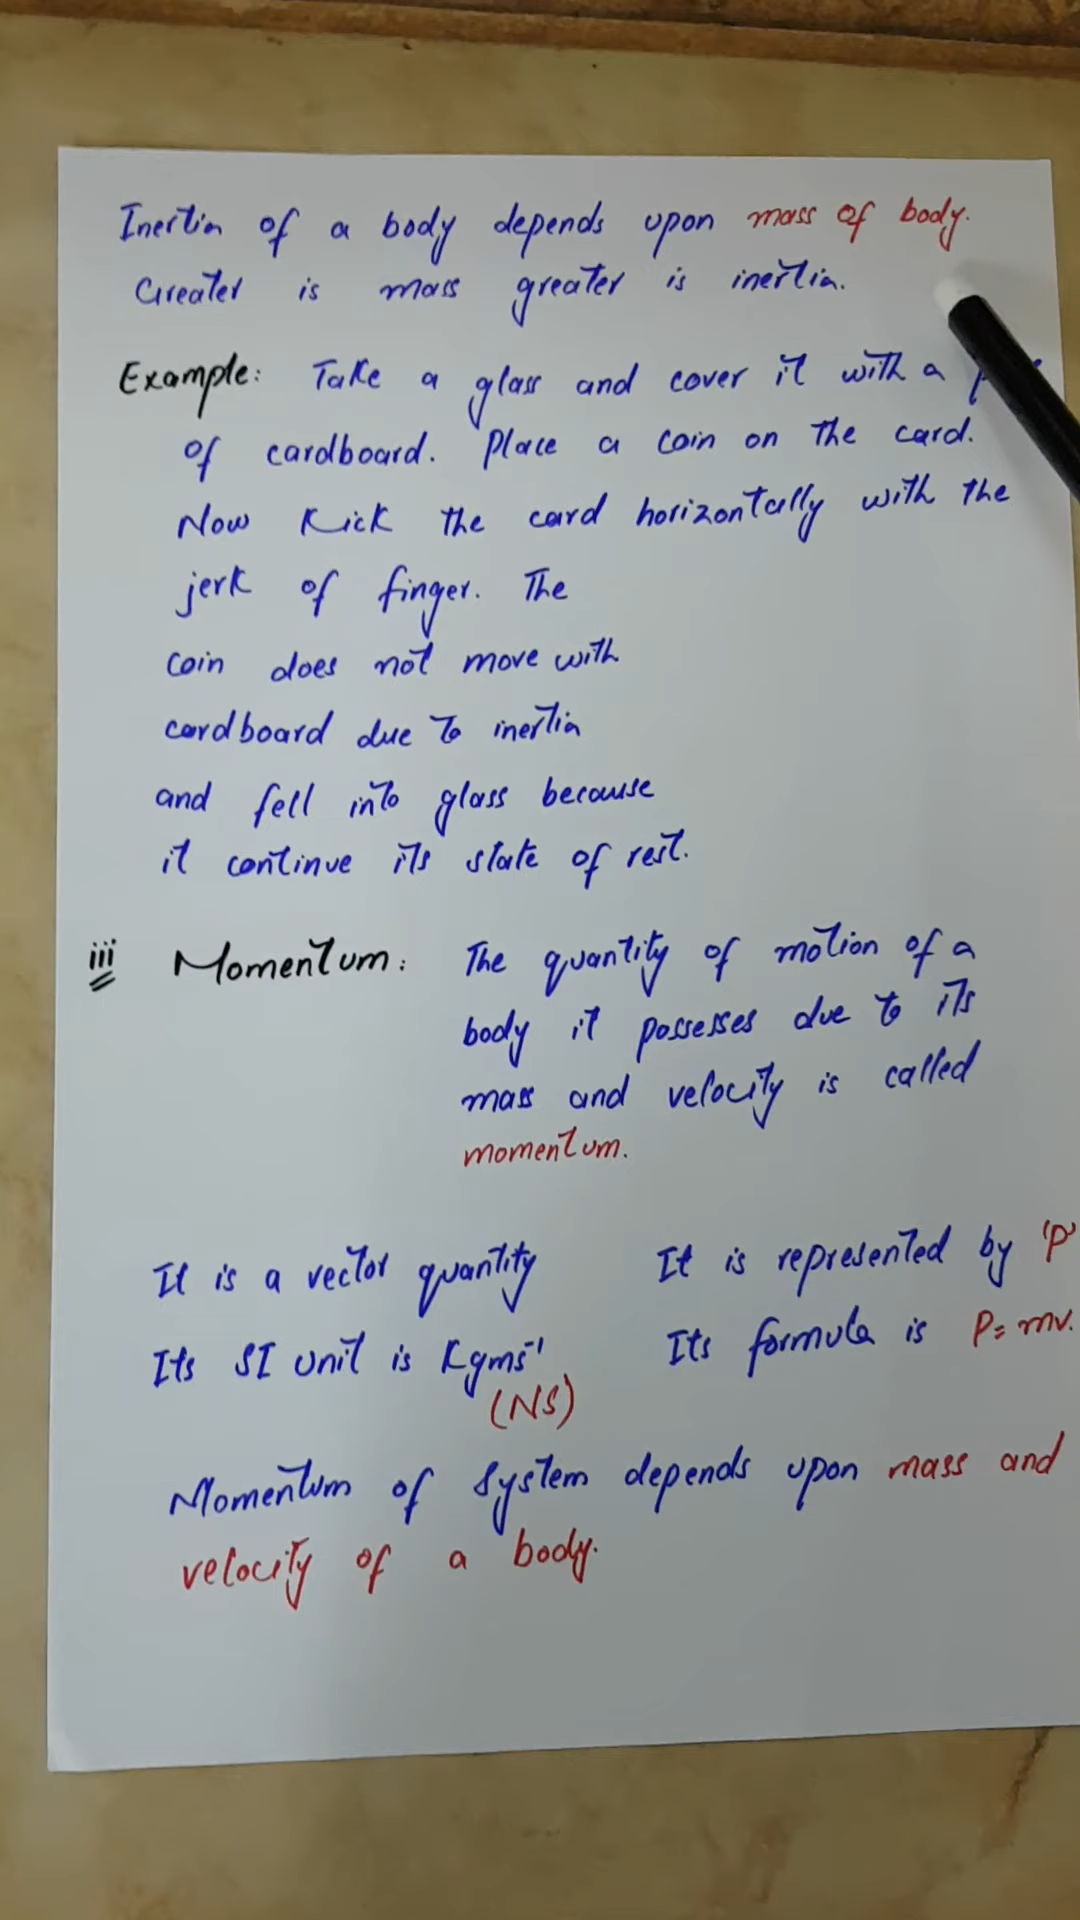 Inertia of a body depends upon mass of body.
Greater is mass greater is inertia.
Example: Take a glass and cover it with a
of cardboard. Place a coin on the card.
Now kick the card horizontally with the
jerk of finger. The
coin does not move with
cardboard due to inertia
and fell into glass because
it continue its state of rest.
iii Momentum: The quantity of motion of a
body it possesses due to its
mass and velocity is called
momentum.
It is a vector quantity
It is represented by 'P'
Its SI unit is Kgms⁻¹
(NS)
Its formula is P=mv.
Momentum of system depends upon mass and
velocity of a body.